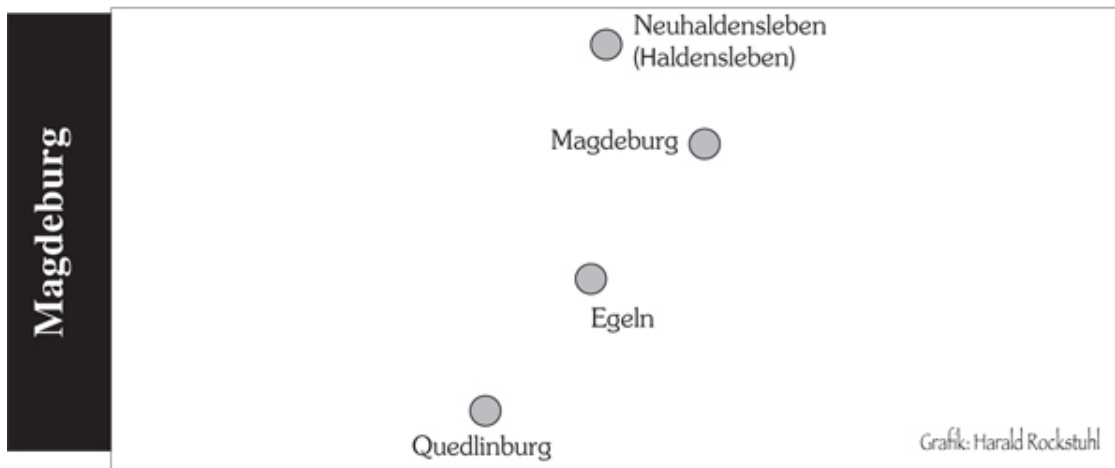 Magdeburg
Neuhaldensleben
(Haldensleben)
Magdeburg
Egeln
Quedlinburg
Grafik: Harald Rockstuhl